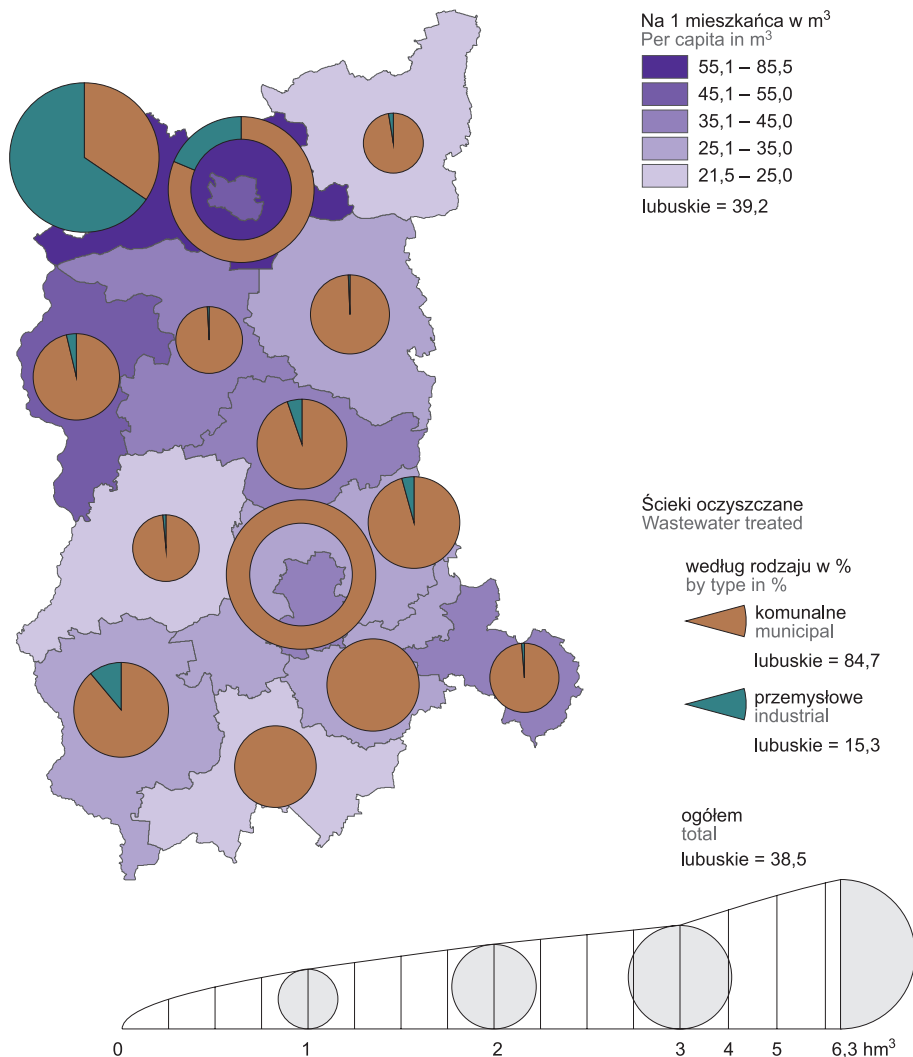 Na 1 mieszkańca w m³
Per capita in m³
55,1 – 85,5
45,1 – 55,0
35,1 – 45,0
25,1 – 35,0
21,5 – 25,0
lubuskie = 39,2
Ścieki oczyszczane
Wastewater treated
według rodzaju w %
by type in %
komunalne
municipal
lubuskie = 84,7
przemysłowe
industrial
lubuskie = 15,3
ogółem
total
lubuskie = 38,5
0 1 2 3 4 5 6,3 hm³